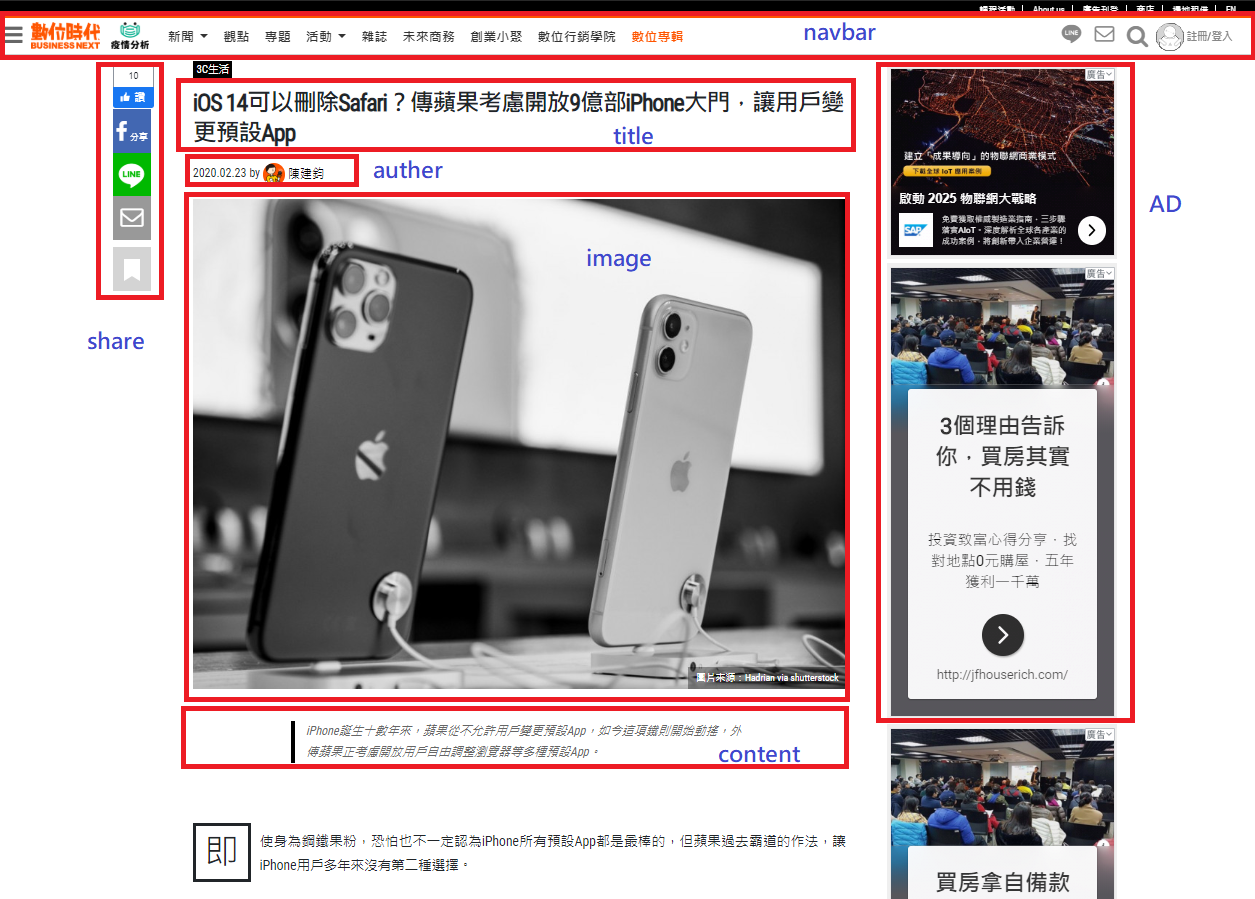 課程活動 | About us | 廣告刊登 | 商店 | 場地租借 | EN
數位時代
BUSINESS NEXT
疫情分析
新聞 觀點 專題 活動 雜誌 未來商務 創業小聚 數位行銷學院 數位專輯
navbar
LINE
註冊/登入
10
讚
分享
LINE
share
3C生活
iOS 14可以刪除Safari？傳蘋果考慮開放9億部iPhone大門，讓用戶變
更預設App
title
2020.02.23 by 陳建鈞
auther
image
圖片來源：Hadrian via shutterstock
iPhone誕生十數年來，蘋果從不允許用戶變更預設App，如今這項鐵則開始動搖，外
傳蘋果正考慮開放用戶自由調整瀏覽器等多種預設App。
content
即
使身為鋼鐵果粉，恐怕也不一定認為iPhone所有預設App都是最棒的，但蘋果過去霸道的作法，讓
iPhone用戶多年來沒有第二種選擇。
AD
廣告
建立「成果導向」的物聯網商業模式
下載全球 IoT 應用案例
啟動 2025 物聯網大戰略
SAP
免費獲取權威製造業指南，三步驟
落實AIoT，深度解析全球各產業的
成功案例，將創新帶入企業營運！
廣告
3個理由告訴
你，買房其實
不用錢
投資致富心得分享，找
對地點0元購屋，五年
獲利一千萬
http://jfhouserich.com/
廣告
買房拿自備款